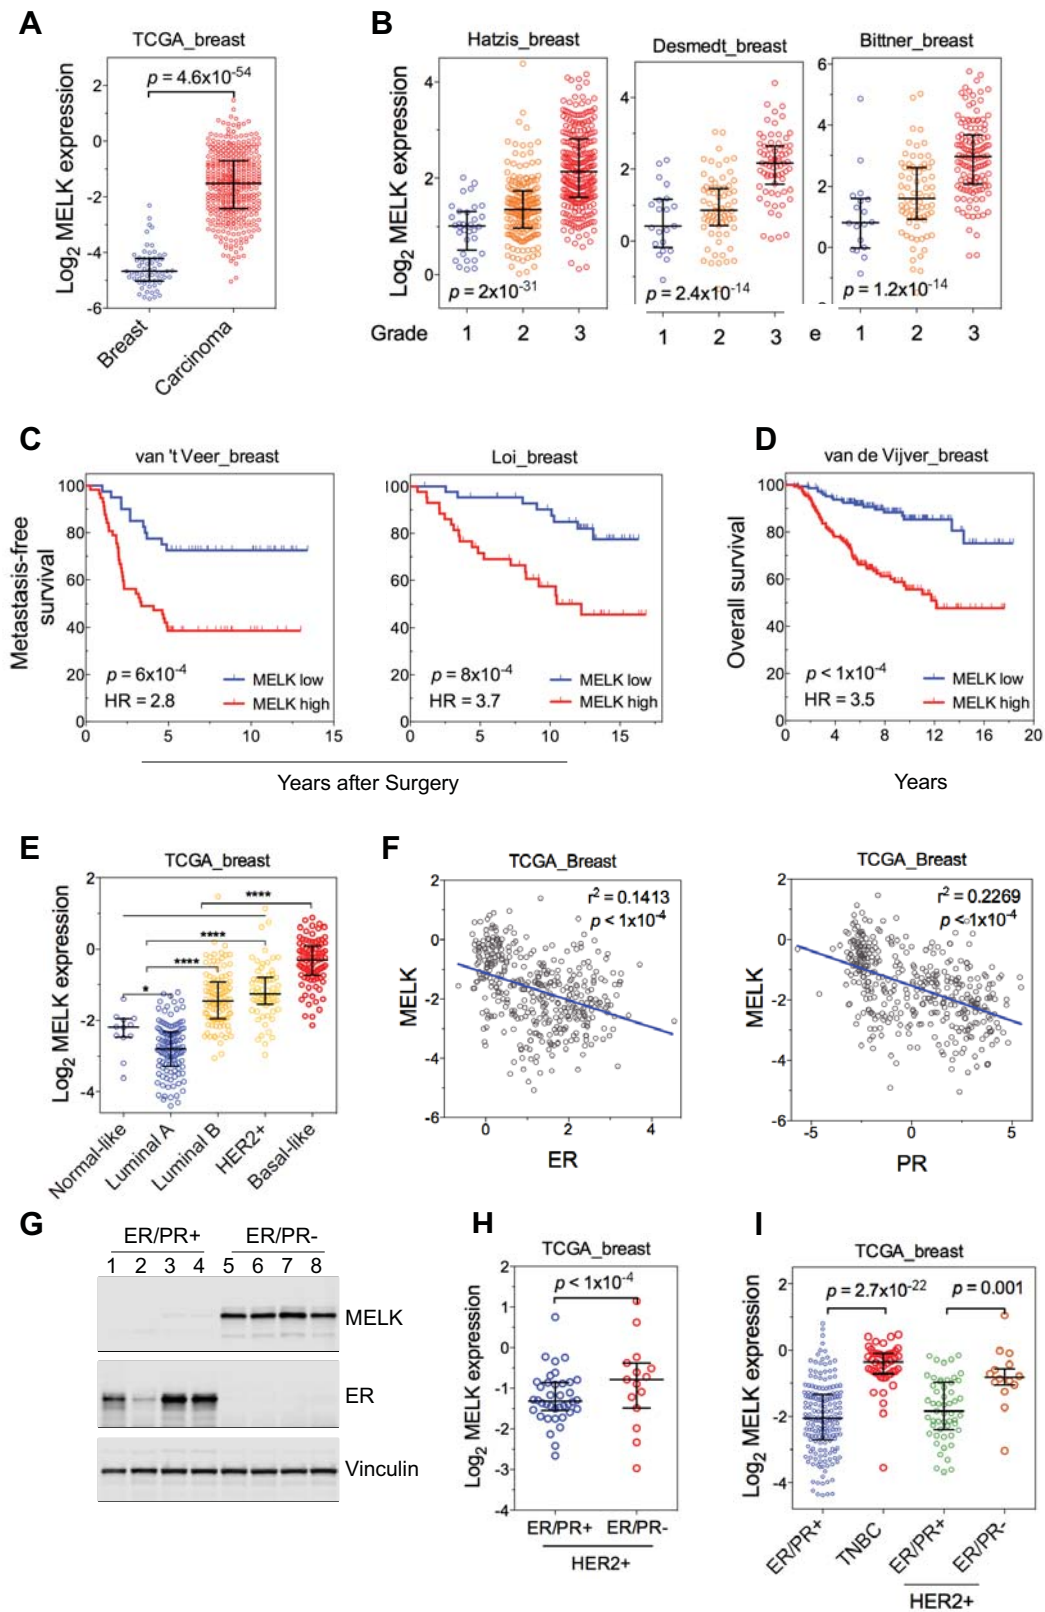 A
TCGA_breast
p = 4.6x10-54
Log2 MELK expression
2
0
-2
-4
-6
Breast
Carcinoma
B
Hatzis_breast
Log2 MELK expression
4
2
0
p = 2x10-31
Grade
1 2 3
Desmedt_breast
4
2
0
p = 2.4x10-14
1 2 3
Bittner_breast
6
4
2
0
p = 1.2x10-14
e
1 2 3
C
van 't Veer_breast
Metastasis-free
survival
100
80
60
40
20
0
p = 6x10-4
HR = 2.8
MELK low
MELK high
0 5 10 15
Loi_breast
100
80
60
40
20
0
p = 8x10-4
HR = 3.7
MELK low
MELK high
0 5 10 15
Years after Surgery
D
van de Vijver_breast
Overall survival
100
80
60
40
20
0
p < 1x10-4
HR = 3.5
MELK low
MELK high
0 4 8 12 16 20
Years
E
TCGA_breast
Log2 MELK expression
2
0
-2
-4
****
****
****
*
Normal-like
Luminal A
Luminal B
HER2+
Basal-like
F
TCGA_Breast
r2 = 0.1413
p < 1x10-4
MELK
2
0
-2
-4
-6
0 2 4
ER
TCGA_Breast
r2 = 0.2269
p <1x10-4
MELK
2
0
-2
-4
-6
-5 0 5
PR
G
ER/PR+ ER/PR-
1 2 3 4 5 6 7 8
MELK
ER
Vinculin
H
TCGA_breast
p < 1x10-4
Log2 MELK expression
2
1
0
-1
-2
-3
-4
ER/PR+ ER/PR-
HER2+
I
TCGA_breast
p = 2.7x10-22
p = 0.001
Log2 MELK expression
2
0
-2
-4
ER/PR+
TNBC
ER/PR+
ER/PR-
HER2+